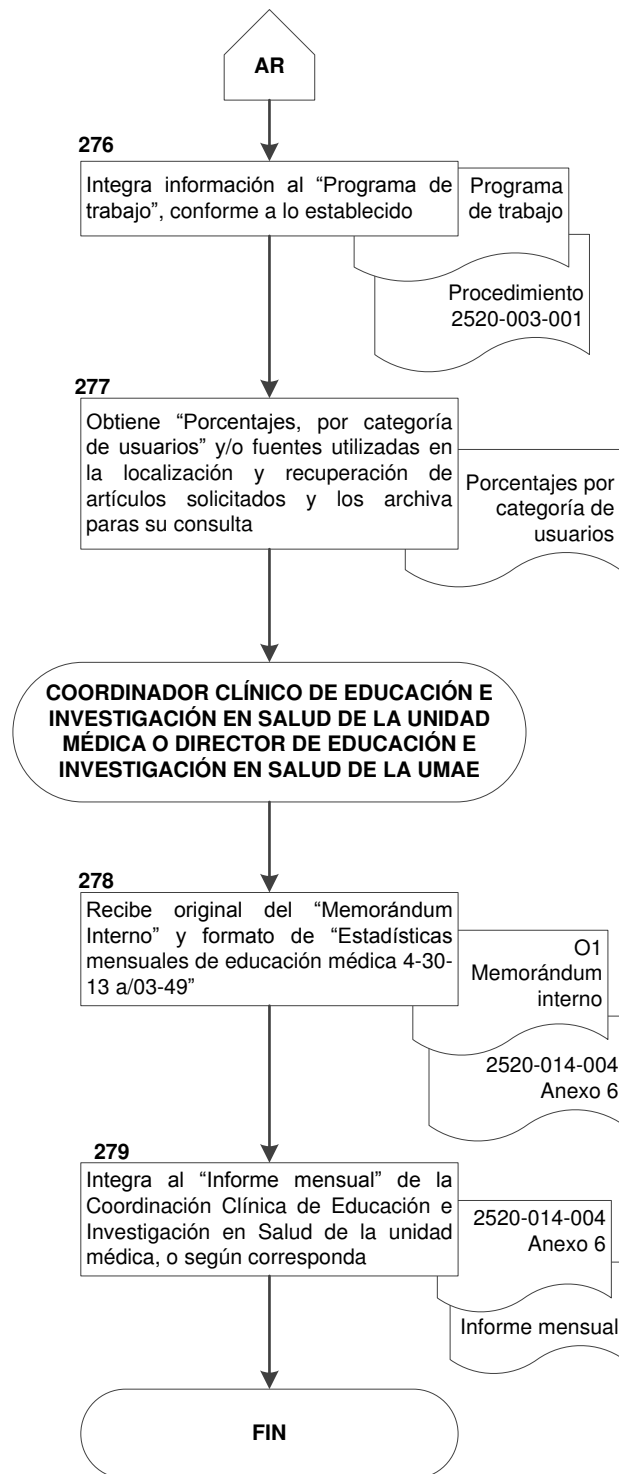 AR
276
Integra información al “Programa de
trabajo”, conforme a lo establecido
Programa
de trabajo
Procedimiento
2520-003-001
277
Obtiene “Porcentajes, por categoría
de usuarios” y/o fuentes utilizadas en
la localización y recuperación de
artículos solicitados y los archiva
paras su consulta
Porcentajes por
categoría de
usuarios
COORDINADOR CLÍNICO DE EDUCACIÓN E
INVESTIGACIÓN EN SALUD DE LA UNIDAD
MÉDICA O DIRECTOR DE EDUCACIÓN E
INVESTIGACIÓN EN SALUD DE LA UMAE
278
Recibe original del “Memorándum
Interno” y formato de “Estadísticas
mensuales de educación médica 4-30-
13 a/03-49”
O1
Memorándum
interno
2520-014-004
Anexo 6
279
Integra al “Informe mensual” de la
Coordinación Clínica de Educación e
Investigación en Salud de la unidad
médica, o según corresponda
2520-014-004
Anexo 6
Informe mensual
FIN